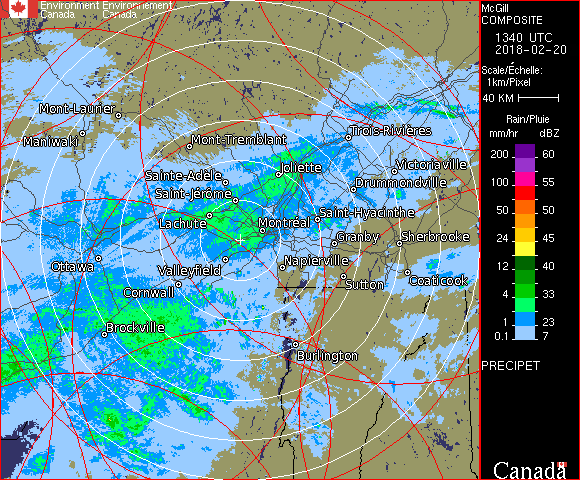 Environment Environnement
Canada Canada
McGill
COMPOSITE
1340 UTC
2018-02-20
Scale/Échelle:
1km/Pixel
40 KM
Rain/Pluie
mm/hr dBZ
200 60
100 55
50 50
50 45
24 39
12 40
4 33
1 23
0.1 7
PRECIPET
Mont-Laurier
Maniwaki
Mont-Tremblant
Trois-Rivières
Joliette
Victoriaville
Sainte-Adèle
Drummondville
Saint-Jérôme
Saint-Hyacinthe
Lachute
Montréal
Granby
Sherbrooke
Ottawa
Valleyfield
Napierville
Sutton
Coaticook
Cornwall
Brockville
Burlington
Canada